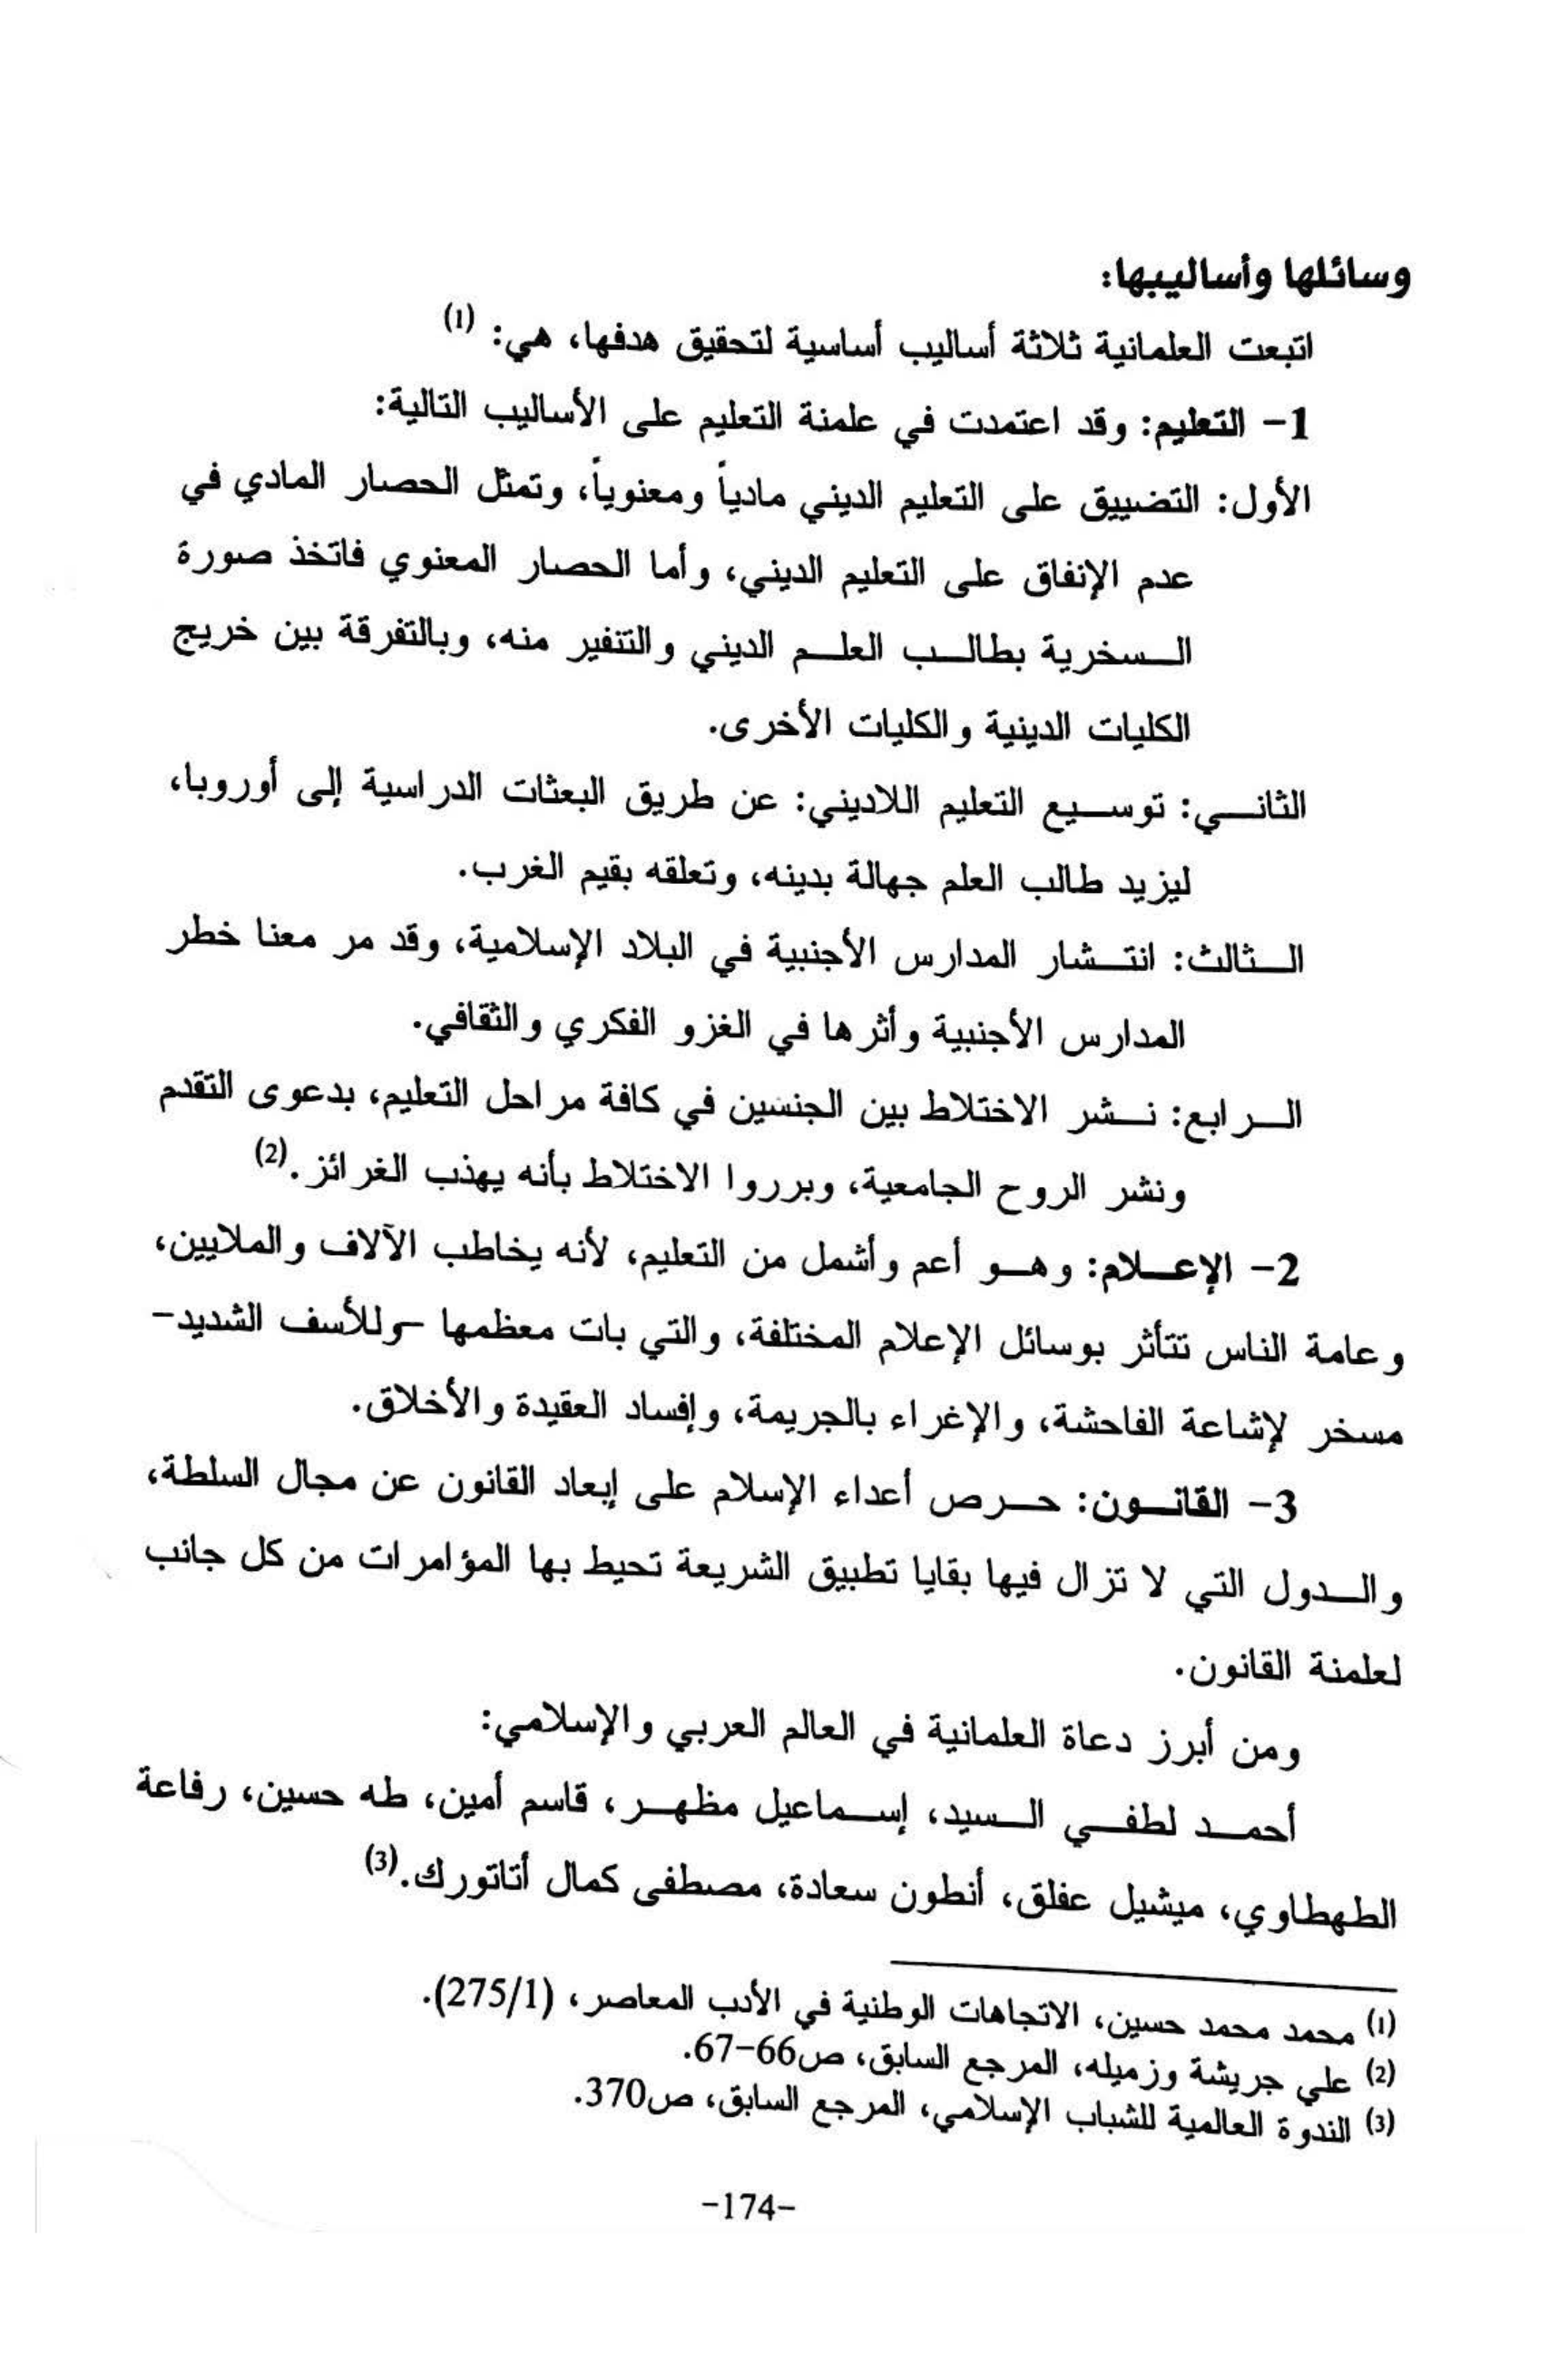 وسائلها وأساليبها:
اتبعت العلمانية ثلاثة أساليب أساسية لتحقيق هدفها، هي: (1)
1- التعليم: وقد اعتمدت في علمنة التعليم على الأساليب التالية:
الأول: التضييق على التعليم الديني مادياً ومعنوياً، وتمثل الحصار المادي في
عدم الإنفاق على التعليم الديني، وأما الحصار المعنوي فاتخذ صورة
السخرية بطالب العلم الديني والتنفير منه، وبالتفرقة بين خريج
الكليات الدينية والكليات الأخرى.
الثاني: توسيع التعليم اللاديني: عن طريق البعثات الدراسية إلى أوروبا،
ليزيد طالب العلم جهالة بدينه، وتعلقه بقيم الغرب.
الثالث: انتشار المدارس الأجنبية في البلاد الإسلامية، وقد مر معنا خطر
المدارس الأجنبية وأثرها في الغزو الفكري والثقافي.
الرابع: نشر الاختلاط بين الجنسين في كافة مراحل التعليم، بدعوى التقدم
ونشر الروح الجامعية، وبرروا الاختلاط بأنه يهذب الغرائز.(2)
2- الإعلام: وهو أعم وأشمل من التعليم، لأنه يخاطب الآلاف والملايين،
وعامة الناس تتأثر بوسائل الإعلام المختلفة، والتي بات معظمها -وللأسف الشديد-
مسخر لإشاعة الفاحشة، والإغراء بالجريمة، وإفساد العقيدة والأخلاق.
3- القانون: حرص أعداء الإسلام على إبعاد القانون عن مجال السلطة،
والدول التي لا تزال فيها بقايا تطبيق الشريعة تحيط بها المؤامرات من كل جانب
لعلمنة القانون.
ومن أبرز دعاة العلمانية في العالم العربي والإسلامي:
أحمد لطفي السيد، إسماعيل مظهر، قاسم أمين، طه حسين، رفاعة
الطهطاوي، ميشيل عفلق، أنطون سعادة، مصطفى كمال أتاتورك.(3)
(1) محمد محمد حسين، الاتجاهات الوطنية في الأدب المعاصر، (275/1).
(2) علي جريشة وزميله، المرجع السابق، ص66-67.
(3) الندوة العالمية للشباب الإسلامي، المرجع السابق، ص370.
-174-